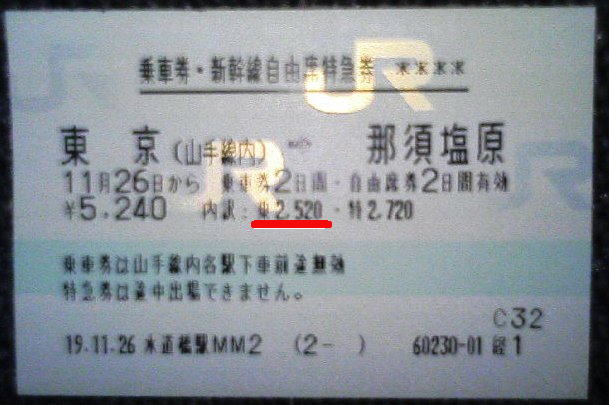 乗車券・新幹線自由席特急券 ****
東 京(山手線内) → 那須塩原
11月26日から 乗車券2日間・自由席券2日間有効
¥5,240 内訳:乗2,520・特2,720
乗車券は山手線内各駅下車前途無効
特急券は途中出場できません。
C32
19.11.26 水道橋駅MM2 (2- ) 60230-01 組1